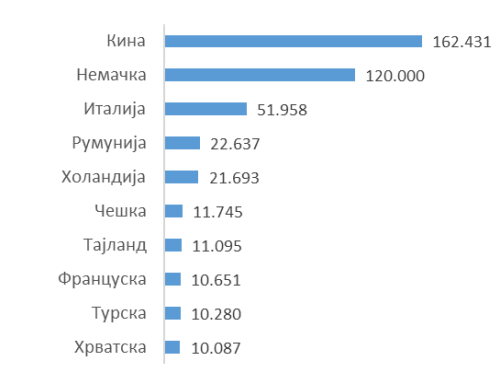 Кина 162.431
Немачка 120.000
Италија 51.958
Румунија 22.637
Холандија 21.693
Чешка 11.745
Тајланд 11.095
Француска 10.651
Турска 10.280
Хрватска 10.087